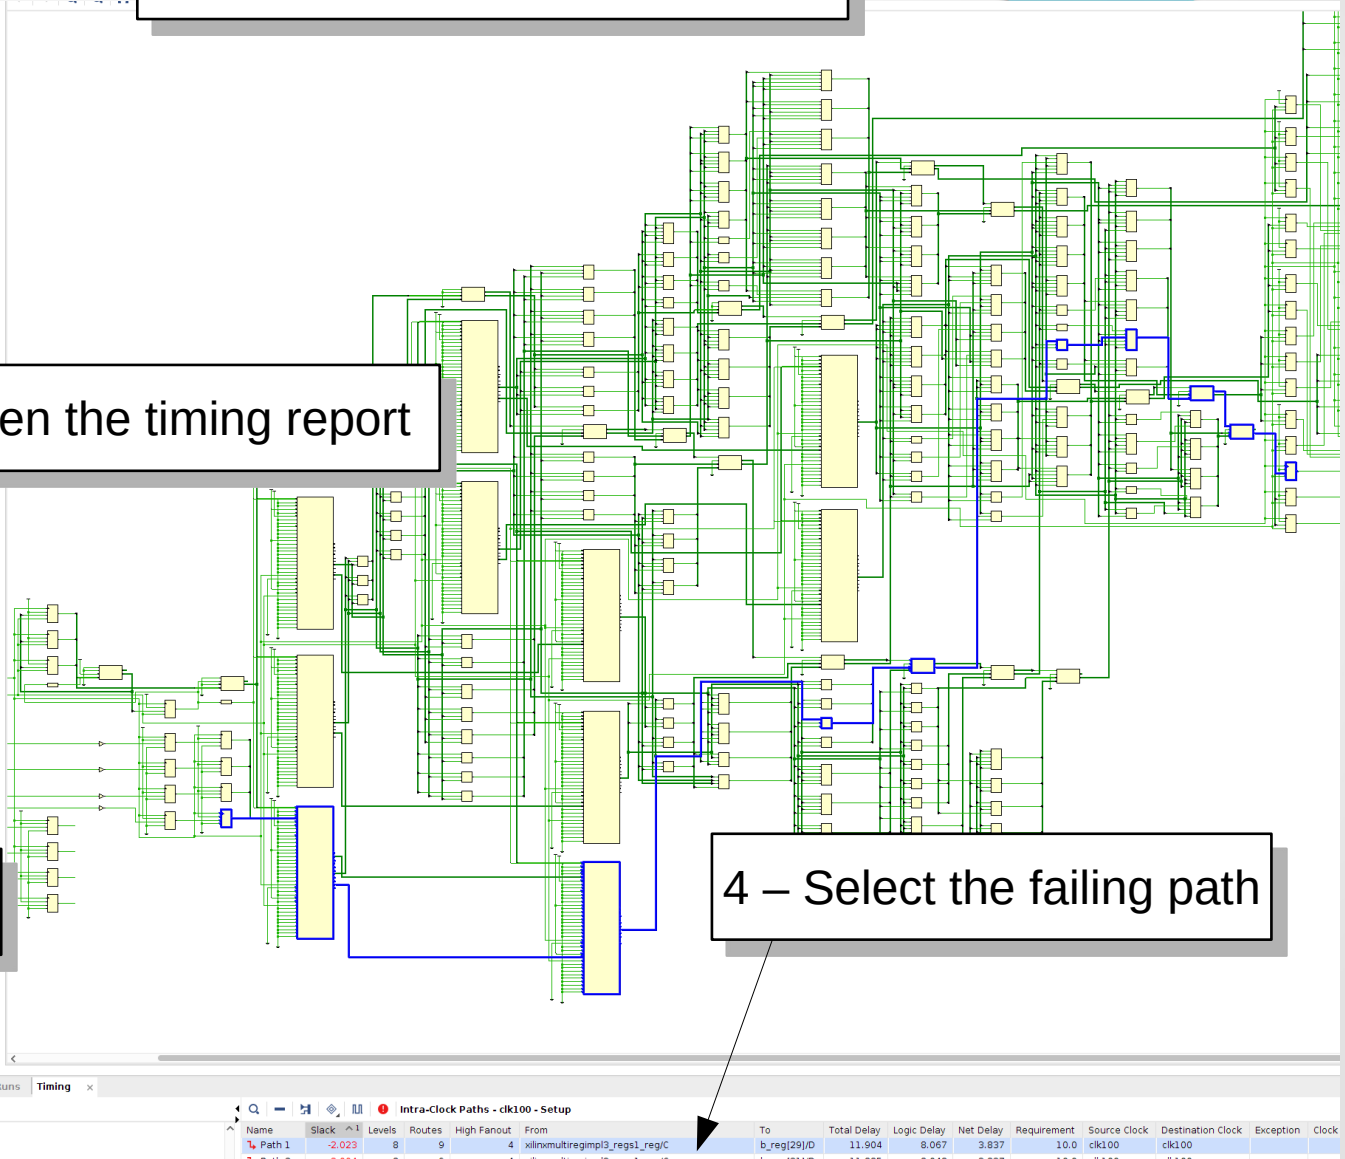 en the timing report
4 – Select the failing path
uns Timing
Intra-Clock Paths - clk100 - Setup
Name Slack ^1 Levels Routes High Fanout From To Total Delay Logic Delay Net Delay Requirement Source Clock Destination Clock Exception Clock
Path 1 -2.023 8 9 4 xilinxmultiregimpl3_regs1_reg/C b_reg[29]/D 11.904 8.067 3.837 10.0 clk100 clk100